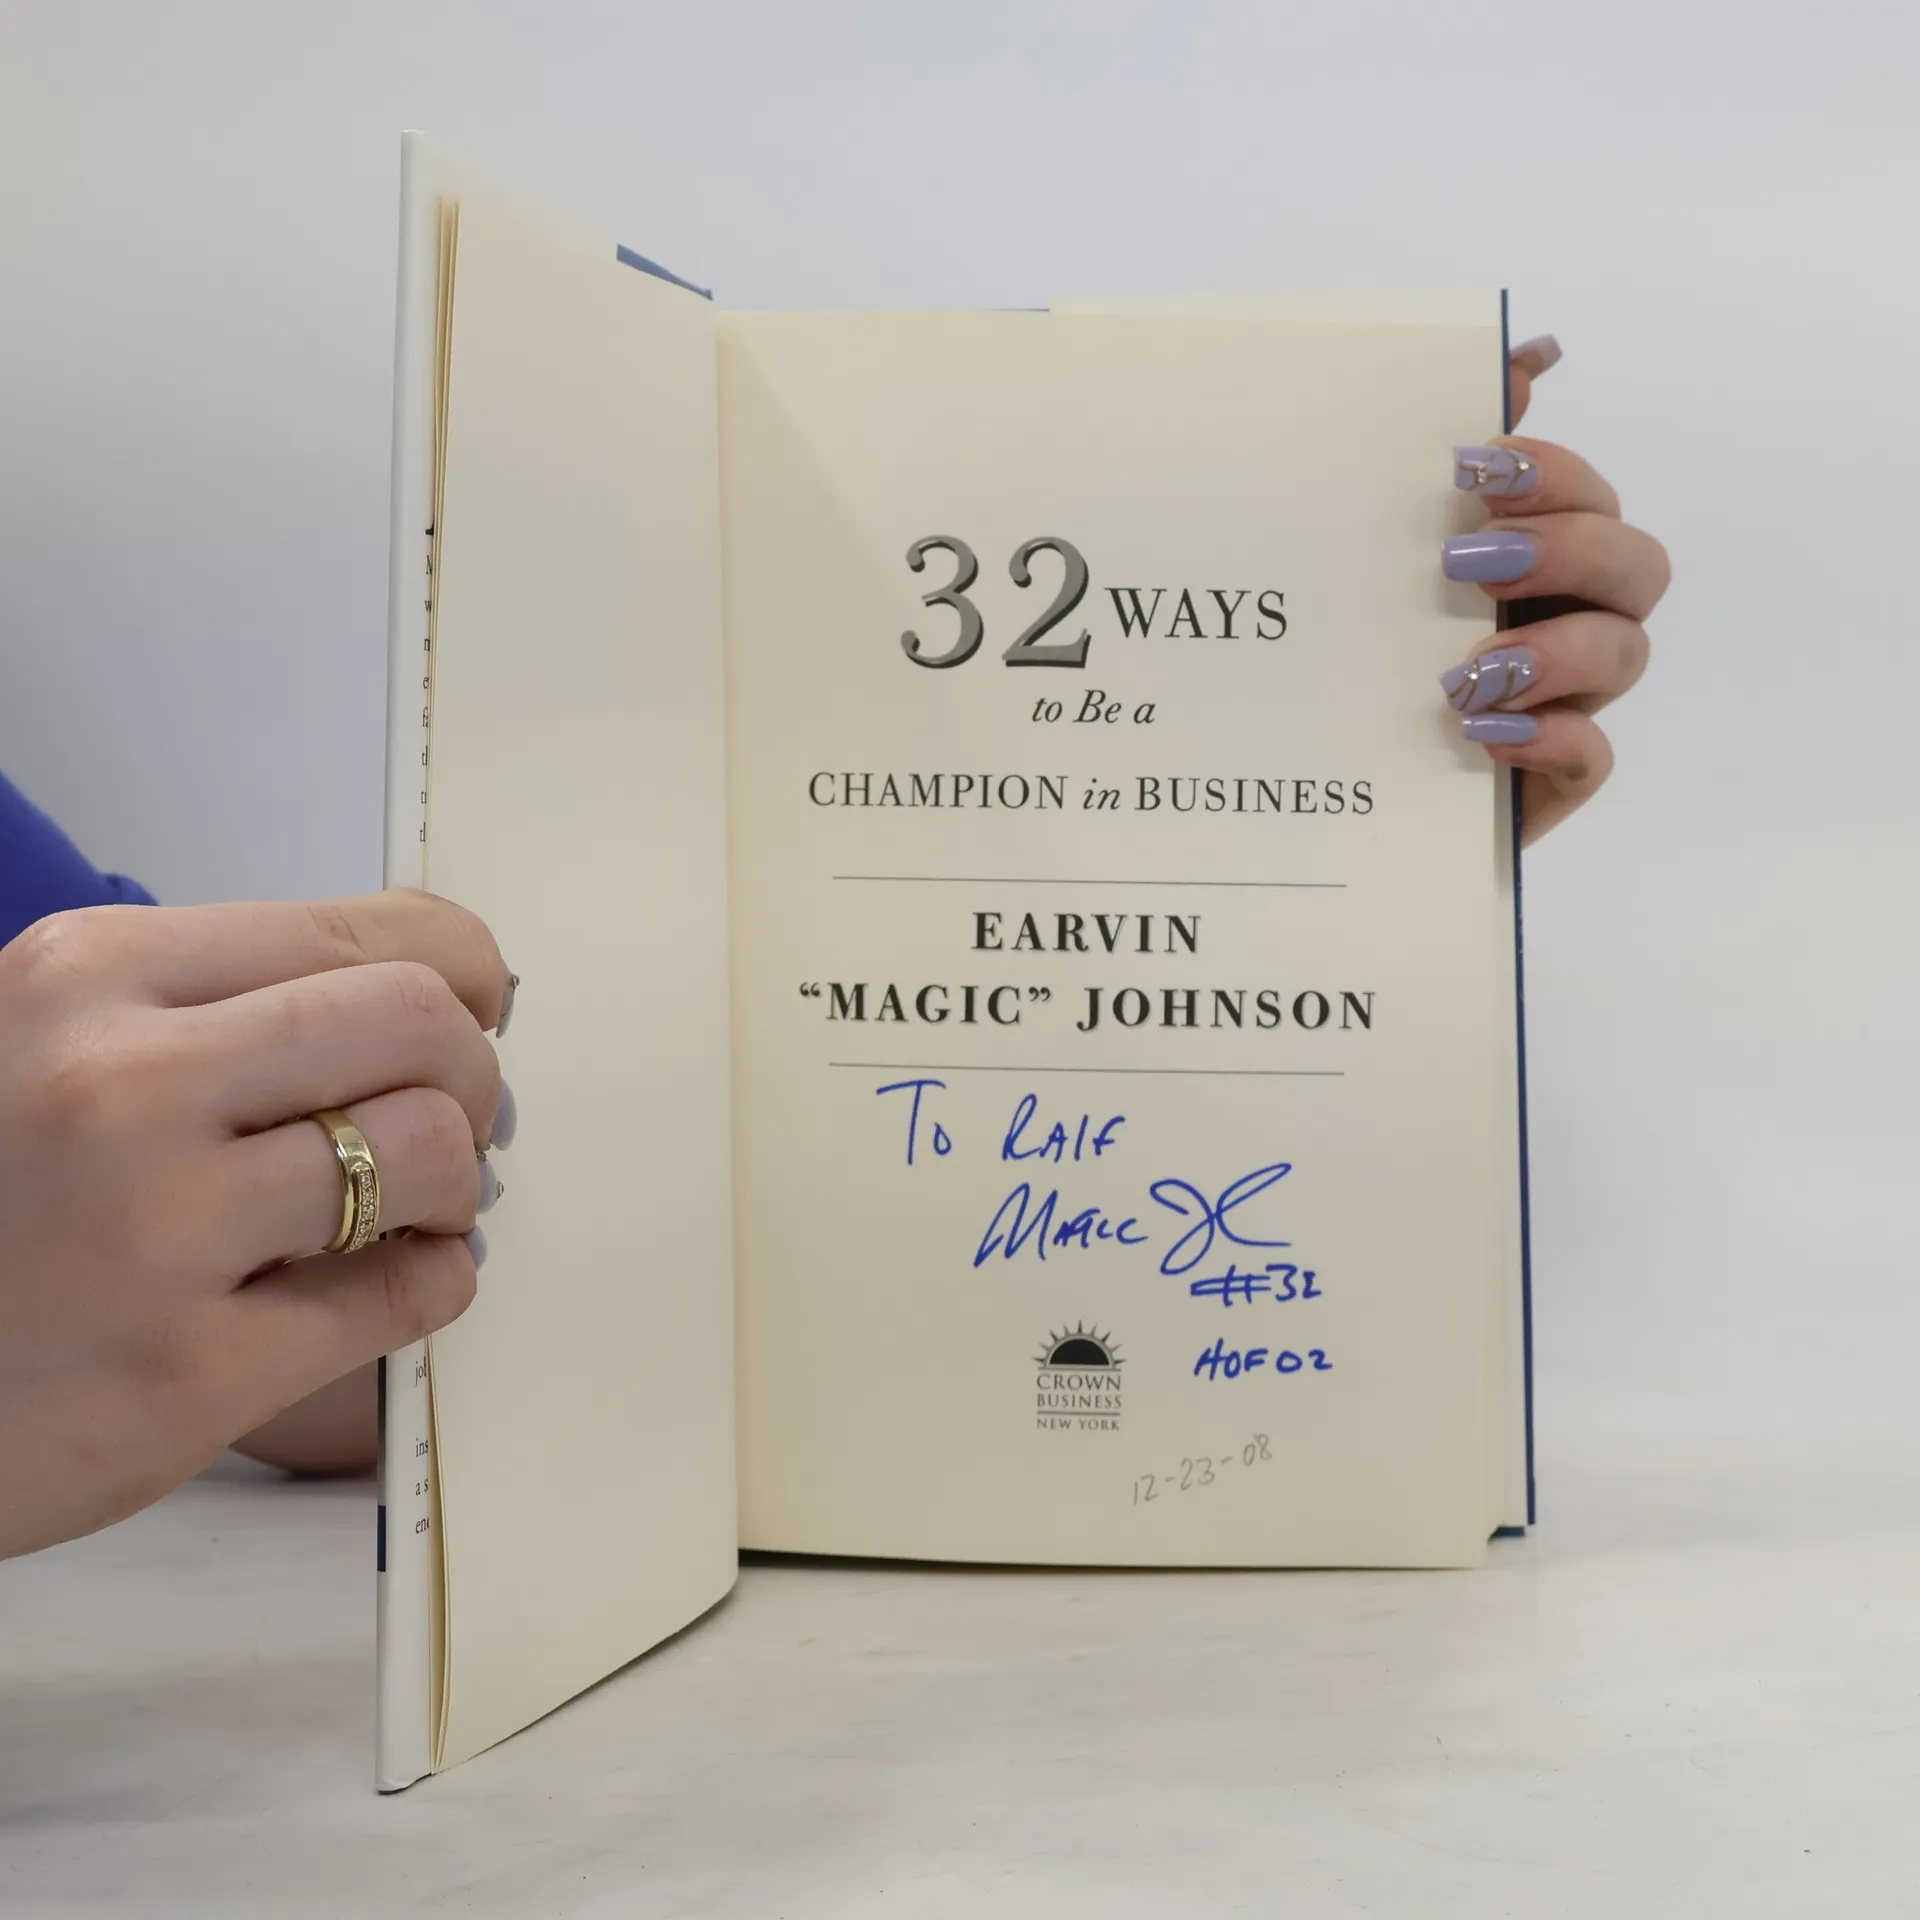 32 WAYS
to Be a
CHAMPION in BUSINESS
EARVIN
“MAGIC” JOHNSON
To RAlf
MAgic J
#32
HOF 02
CROWN
BUSINESS
NEW YORK
12-23-08